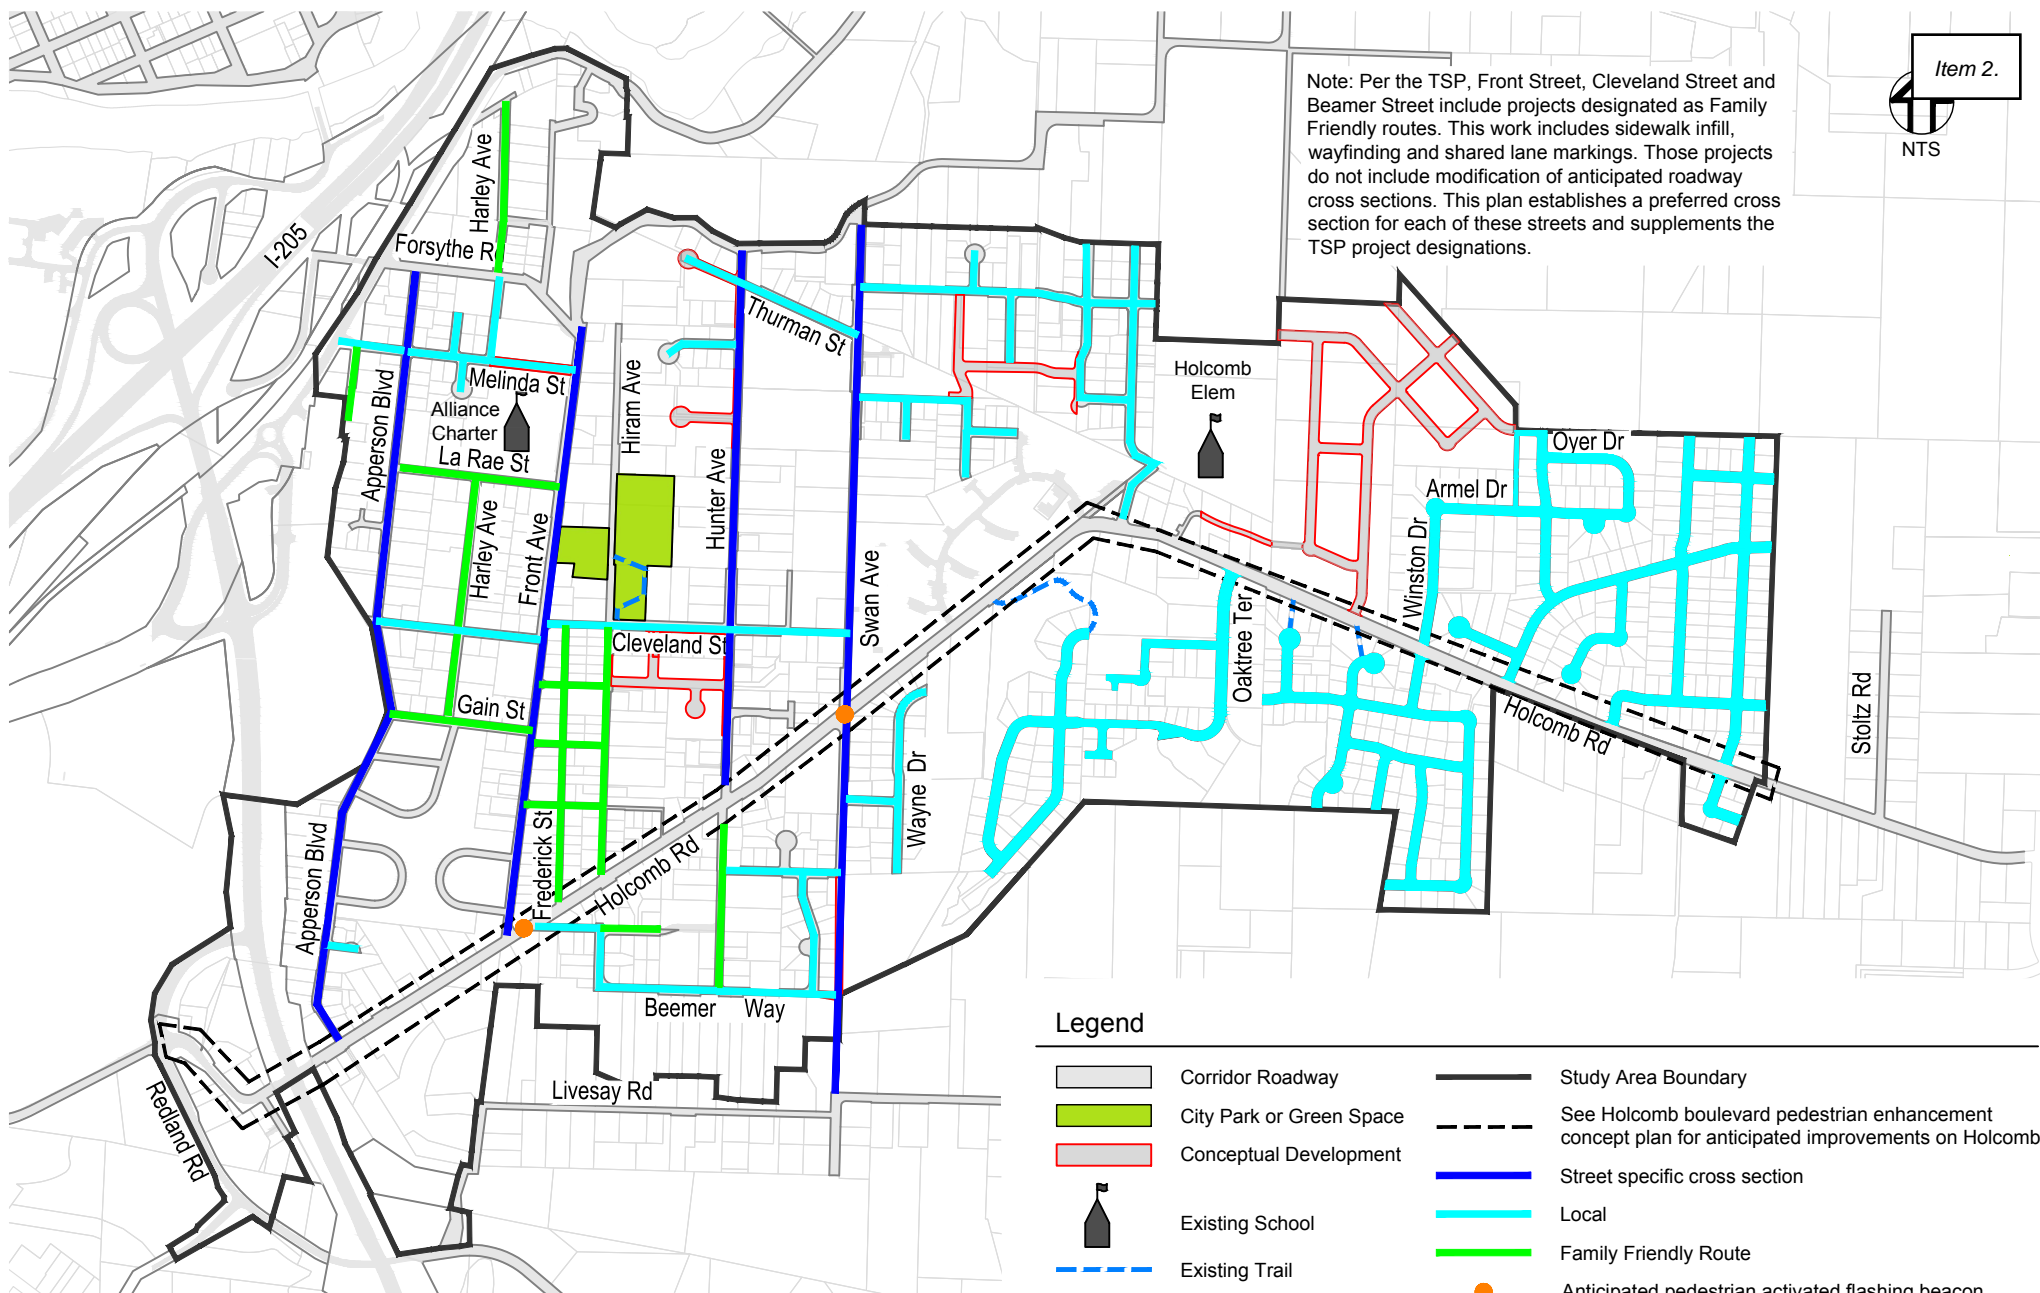 Item 2.
NTS
Note: Per the TSP, Front Street, Cleveland Street and
Beamer Street include projects designated as Family
Friendly routes. This work includes sidewalk infill,
wayfinding and shared lane markings. Those projects
do not include modification of anticipated roadway
cross sections. This plan establishes a preferred cross
section for each of these streets and supplements the
TSP project designations.
I-205
Harley Ave
Forsythe R
Thurman St
Apperson Blvd
Melinda St
Alliance
Charter
La Rae St
Hiram Ave
Hunter Ave
Holcomb
Elem
Oyer Dr
Armel Dr
Harley Ave
Front Ave
Swan Ave
Winston Dr
Cleveland St
Oaktree Ter
Gain St
Holcomb Rd
Stoltz Rd
Wayne Dr
Apperson Blvd
Frederick St
Holcomb Rd
Beemer Way
Livesay Rd
Redland Rd
Legend
Corridor Roadway
City Park or Green Space
Conceptual Development
Existing School
Existing Trail
Study Area Boundary
See Holcomb boulevard pedestrian enhancement
concept plan for anticipated improvements on Holcomb
Street specific cross section
Local
Family Friendly Route
Anticipated pedestrian activated flashing beacon